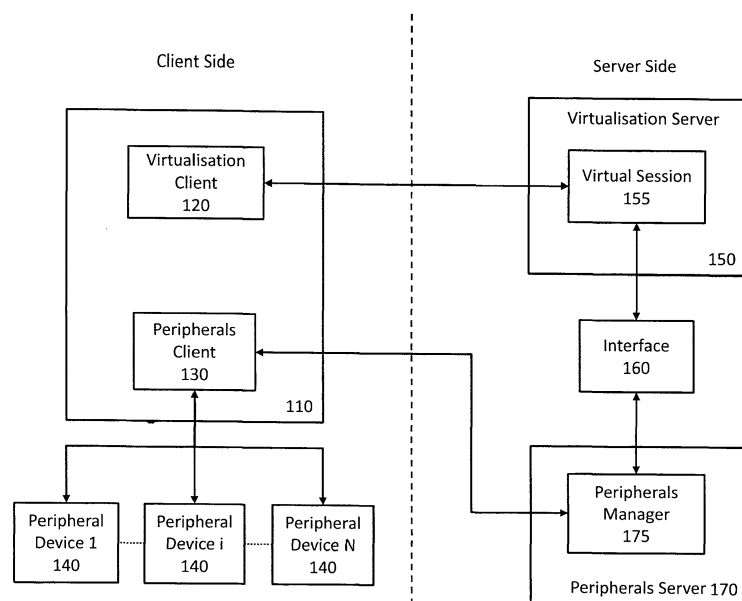 Client Side
Server Side
Virtualisation
Client
120
Peripherals
Client
130
110
Peripheral
Device 1
140
Peripheral
Device i
140
Peripheral
Device N
140
Virtualisation Server
Virtual Session
155
150
Interface
160
Peripherals
Manager
175
Peripherals Server 170